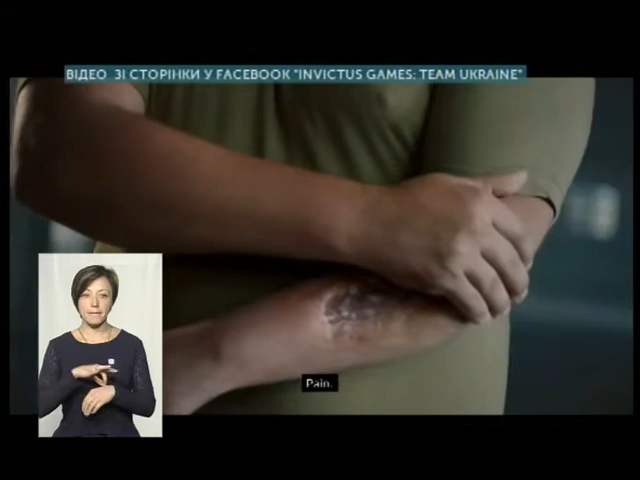 ВІДЕО ЗІ СТОРІНКИ У FACEBOOK "INVICTUS GAMES: TEAM UKRAINE"
Pain.